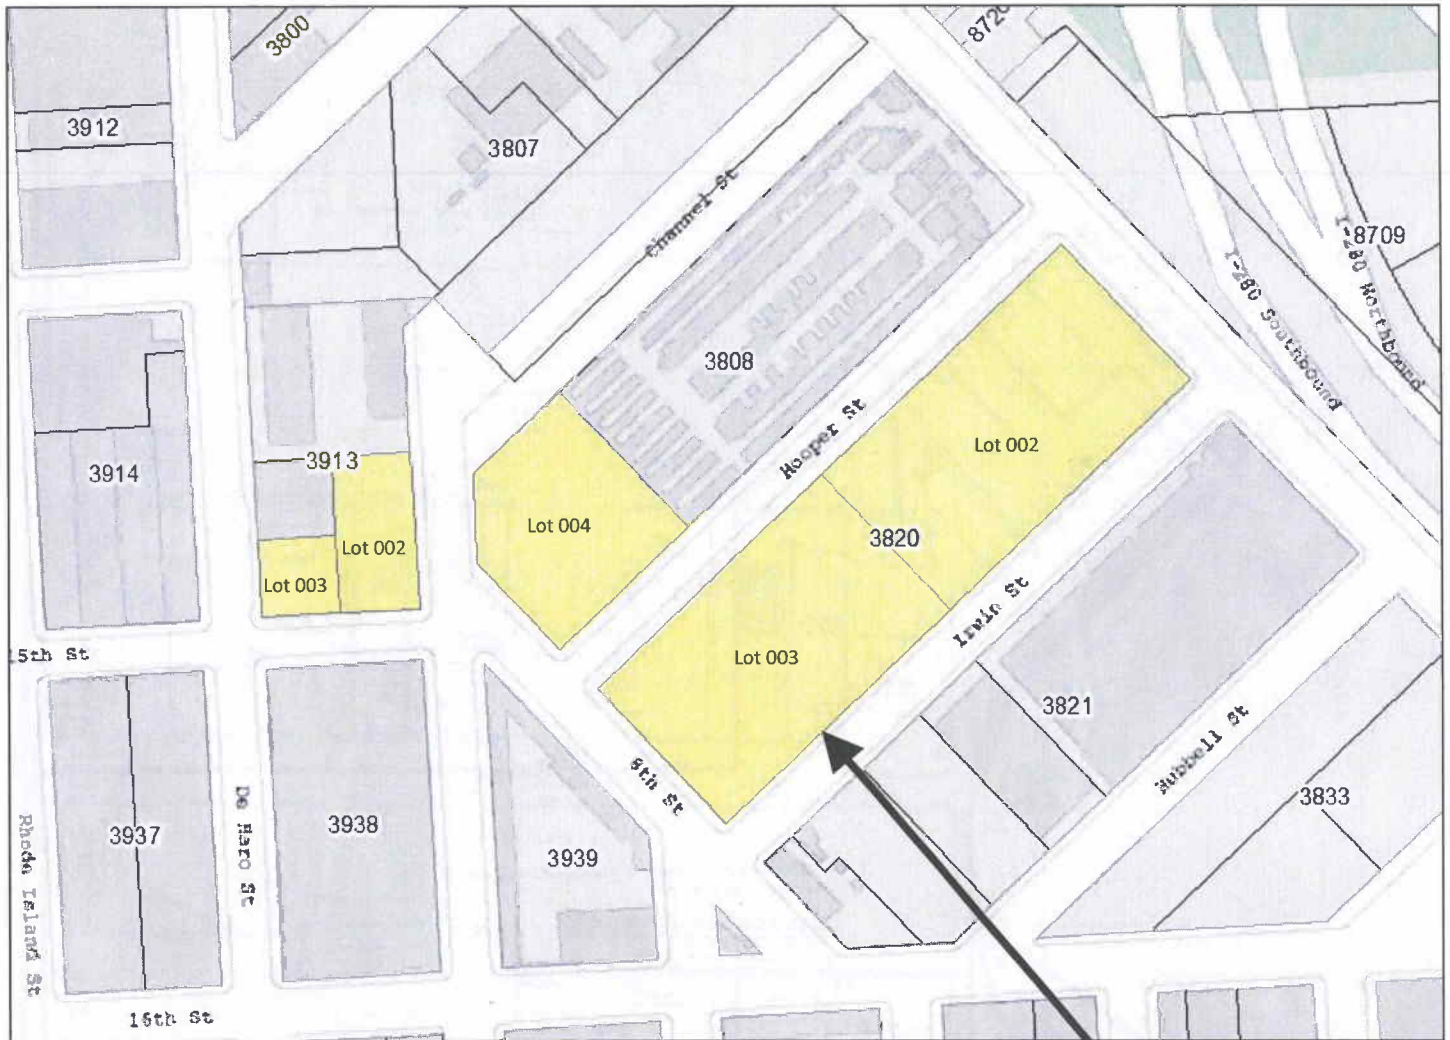 3800
8720
3912
3807
Channel St
I-280 Northbound
8709
I-280 Southbound
3808
3914
3913
Hooper St
Lot 002
Lot 004
3820
Lot 002
Lot 003
Irwin St
15th St
Lot 003
3821
Hubbell St
8th St
3833
3937
De Haro St
3938
3939
Rhode Island St
16th St